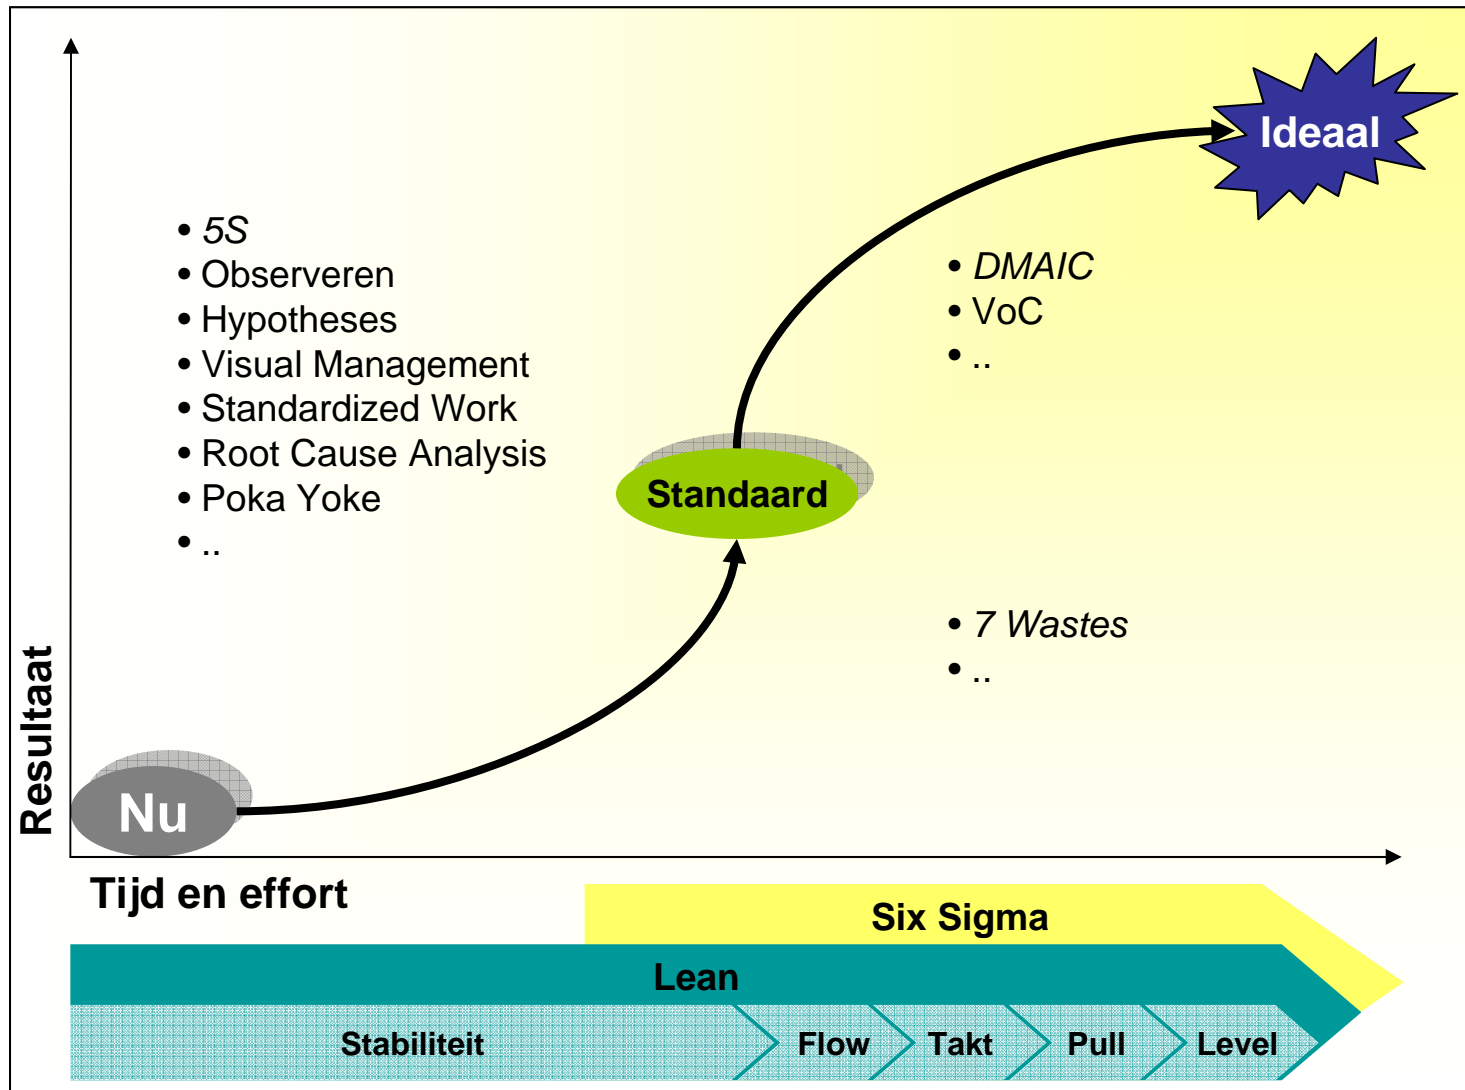 Ideaal
• 5S
• Observeren
• Hypotheses
• Visual Management
• Standardized Work
• Root Cause Analysis
• Poka Yoke
• ..
• DMAIC
• VoC
• ..
Standaard
• 7 Wastes
• ..
Resultaat
Nu
Tijd en effort
Six Sigma
Lean
Stabiliteit
Flow
Takt
Pull
Level